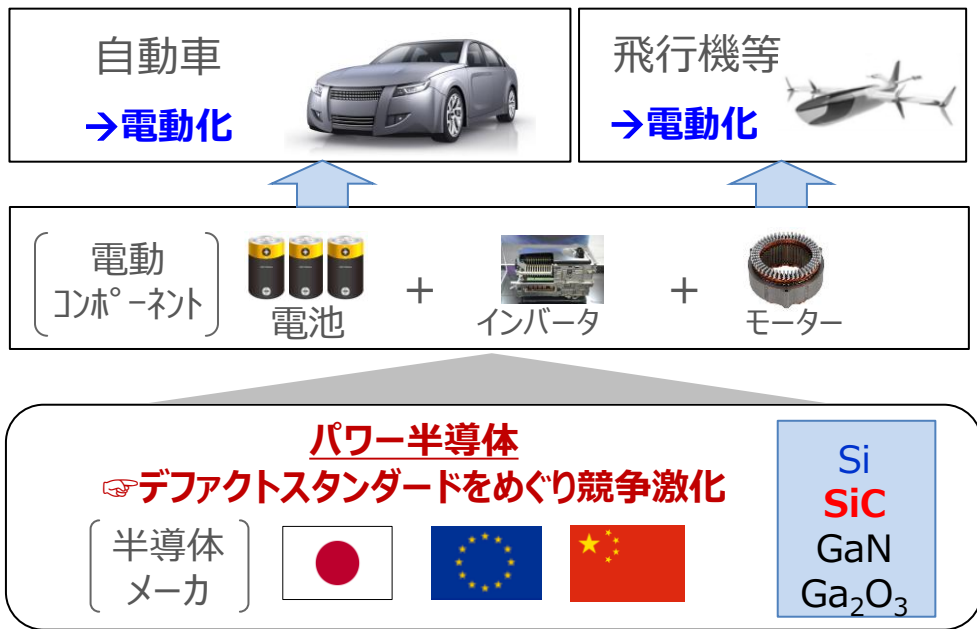 自動車
→電動化
飛行機等
→電動化
電動
コンポーネント
電池
+
インバータ
+
モーター
パワー半導体
☞デファクトスタンダードをめぐり競争激化
半導体
メーカ
Si
SiC
GaN
Ga₂O₃